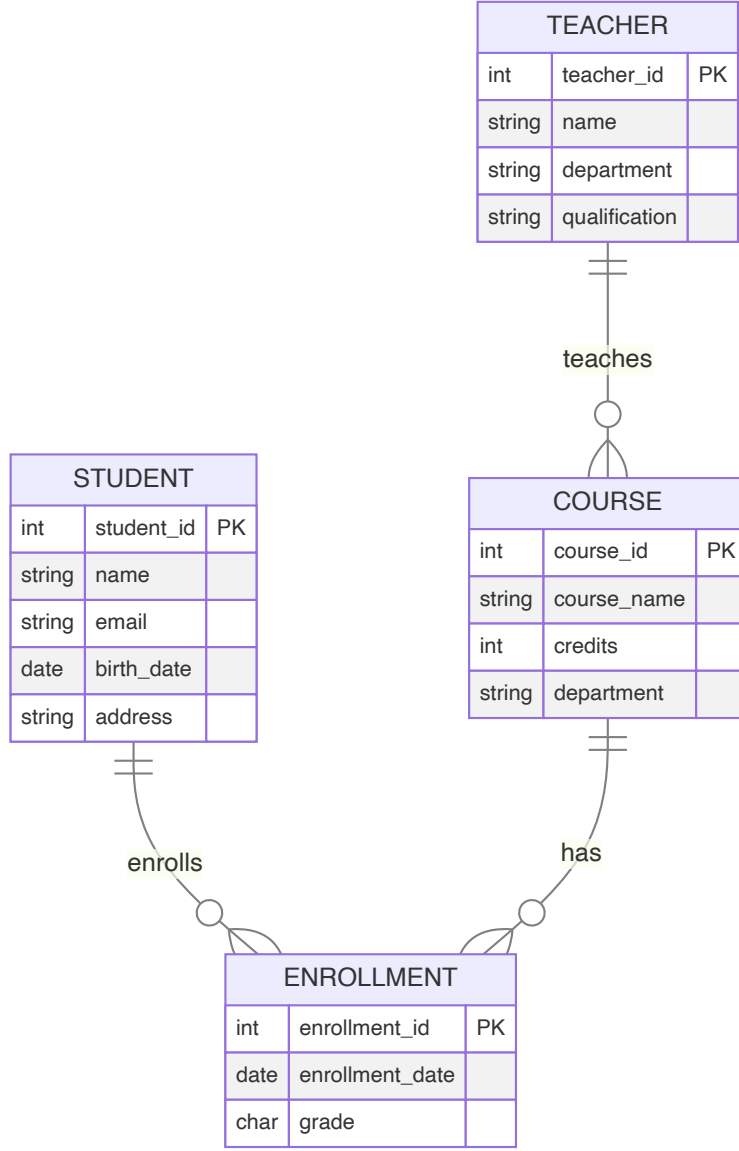 TEACHER
int teacher_id PK
string name
string department
string qualification
teaches
STUDENT
int student_id PK
string name
string email
date birth_date
string address
COURSE
int course_id PK
string course_name
int credits
string department
enrolls
has
ENROLLMENT
int enrollment_id PK
date enrollment_date
char grade